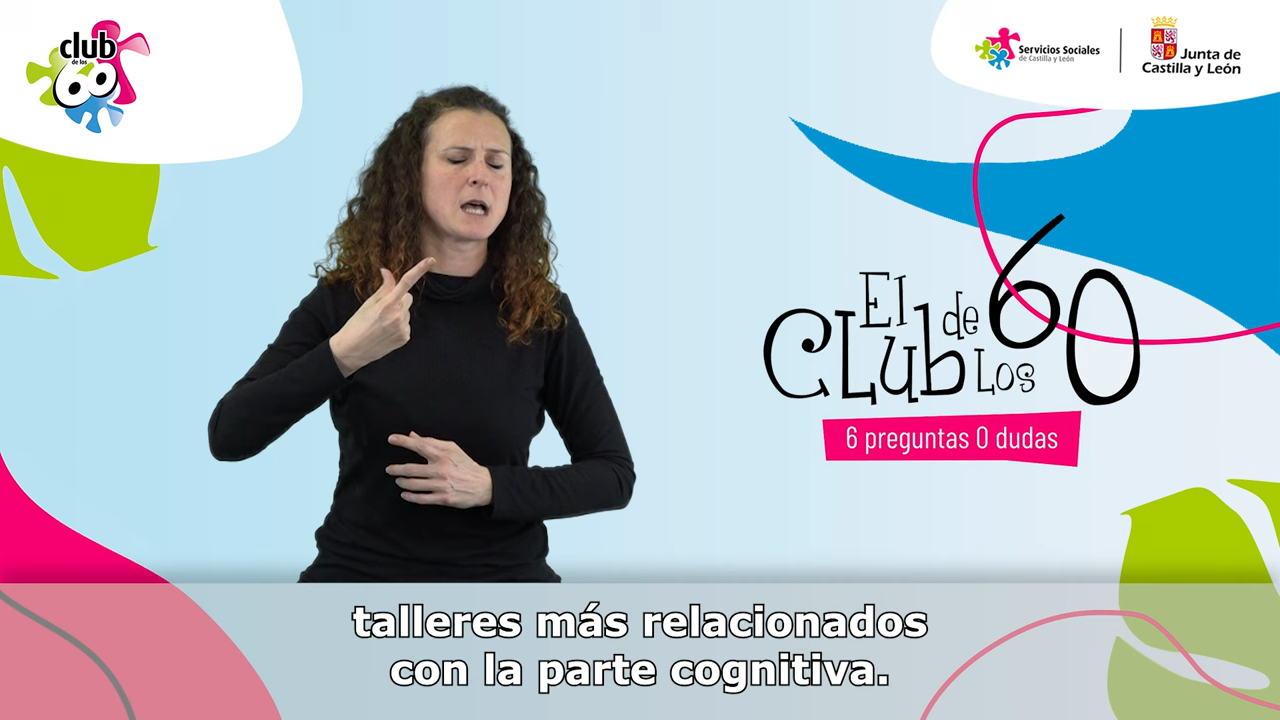 club
de los
60
Servicios Sociales
de Castilla y León
Junta de
Castilla y León
El Club de Los 60
6 preguntas 0 dudas
talleres más relacionados
con la parte cognitiva.